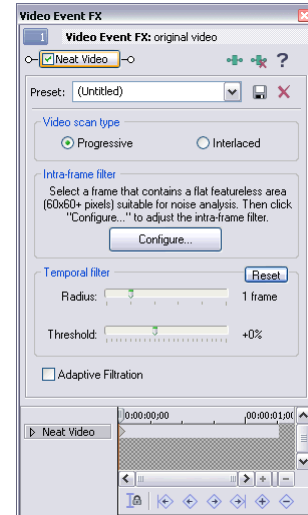 Video Event FX
1 Video Event FX: original video
Neat Video ?
Preset: (Untitled)
Video scan type
Progressive Interlaced
Intra-frame filter
Select a frame that contains a flat featureless area
(60x60+ pixels) suitable for noise analysis. Then click
"Configure..." to adjust the intra-frame filter.
Configure...
Temporal filter Reset
Radius: 1 frame
Threshold: +0%
Adaptive Filtration
0:00:00;00 00:00:01;0(
Neat Video